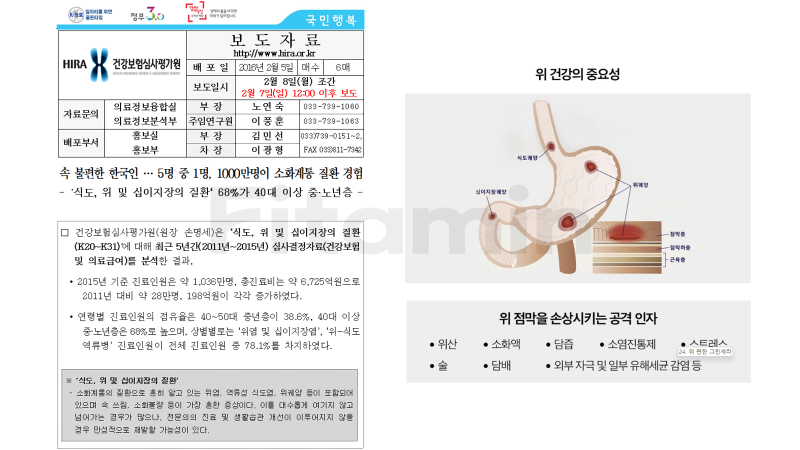 일자리를 위한
골든타임
정부3.0
국민행복
HIRA 건강보험심사평가원
보 도 자 료
http://www.hira.or.kr
배 포 일 2016년 2월 5일 매수 6매
보도일시 2월 8일(월) 조간
2월 7일(일) 12:00 이후 보도
자료문의 의료정보융합실 부 장 노 연 숙 033-739-1060
의료정보분석부 주임연구원 이 풍 훈 033-739-1063
배포부서 홍보실 부 장 김 민 선 033)739-0151~2,
홍보부 차 장 이 광 형 FAX 033)811-7342
속 불편한 한국인 … 5명 중 1명, 1000만명이 소화계통 질환 경험
- ‘식도, 위 및 십이지장의 질환‘ 68%가 40대 이상 중·노년층 -
□ 건강보험심사평가원(원장 손명세)은 ‘식도, 위 및 십이지장의 질환
(K20~K31)’에 대해 최근 5년간(2011년~2015년) 심사결정자료(건강보험
및 의료급여)를 분석한 결과,
• 2015년 기준 진료인원은 약 1,036만명, 총진료비는 약 6,725억원으로
2011년 대비 약 28만명, 198억원이 각각 증가하였다.
• 연령별 진료인원의 점유율은 40~50대 중년층이 38.6%, 40대 이상
중·노년층은 68%로 높으며, 상병별로는 ‘위염 및 십이지장염’, ‘위-식도
역류병’ 진료인원이 전체 진료인원 중 78.1%를 차지하였다.
※ ‘식도, 위 및 십이지장의 질환’
- 소화계통의 질환으로 흔히 알고 있는 위염, 역류성 식도염, 위궤양 등이 포함되어
있으며 속 쓰림, 소화불량 등이 가장 흔한 증상이다. 이를 대수롭게 여기지 않고
넘어가는 경우가 많으나, 전문의의 진료 및 생활습관 개선이 이루어지지 않을
경우 만성적으로 재발할 가능성이 있다.
위 건강의 중요성
식도궤양
위궤양
십이지장궤양
점막층
점막하층
근육층
Eitamin
위 점막을 손상시키는 공격 인자
• 위산 • 소화액 • 담즙 • 소염진통제 • 스트레스
• 술 • 담배 • 외부 자극 및 일부 유해세균 감염 등